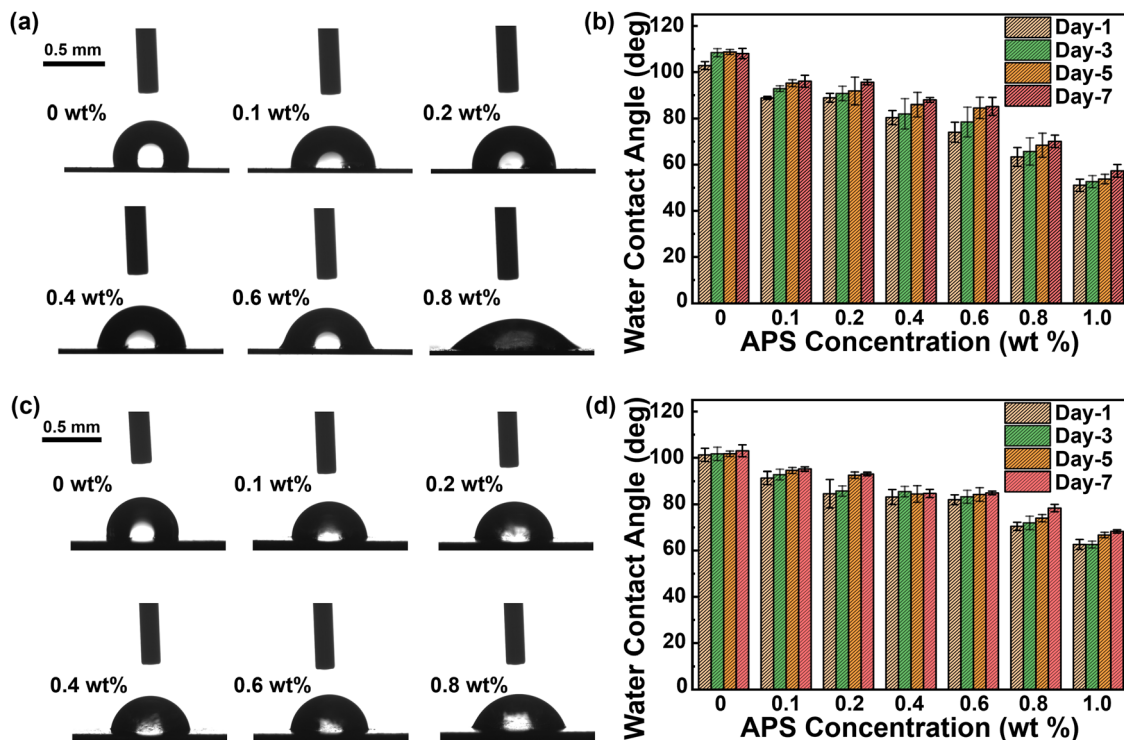 (a)
0.5 mm
0 wt%
0.1 wt%
0.2 wt%
0.4 wt%
0.6 wt%
0.8 wt%
(b)
Water Contact Angle (deg)
120
100
80
60
40
20
0
Day-1
Day-3
Day-5
Day-7
0 0.1 0.2 0.4 0.6 0.8 1.0
APS Concentration (wt %)
(c)
0.5 mm
0 wt%
0.1 wt%
0.2 wt%
0.4 wt%
0.6 wt%
0.8 wt%
(d)
Water Contact Angle (deg)
120
100
80
60
40
20
0
Day-1
Day-3
Day-5
Day-7
0 0.1 0.2 0.4 0.6 0.8 1.0
APS Concentration (wt %)